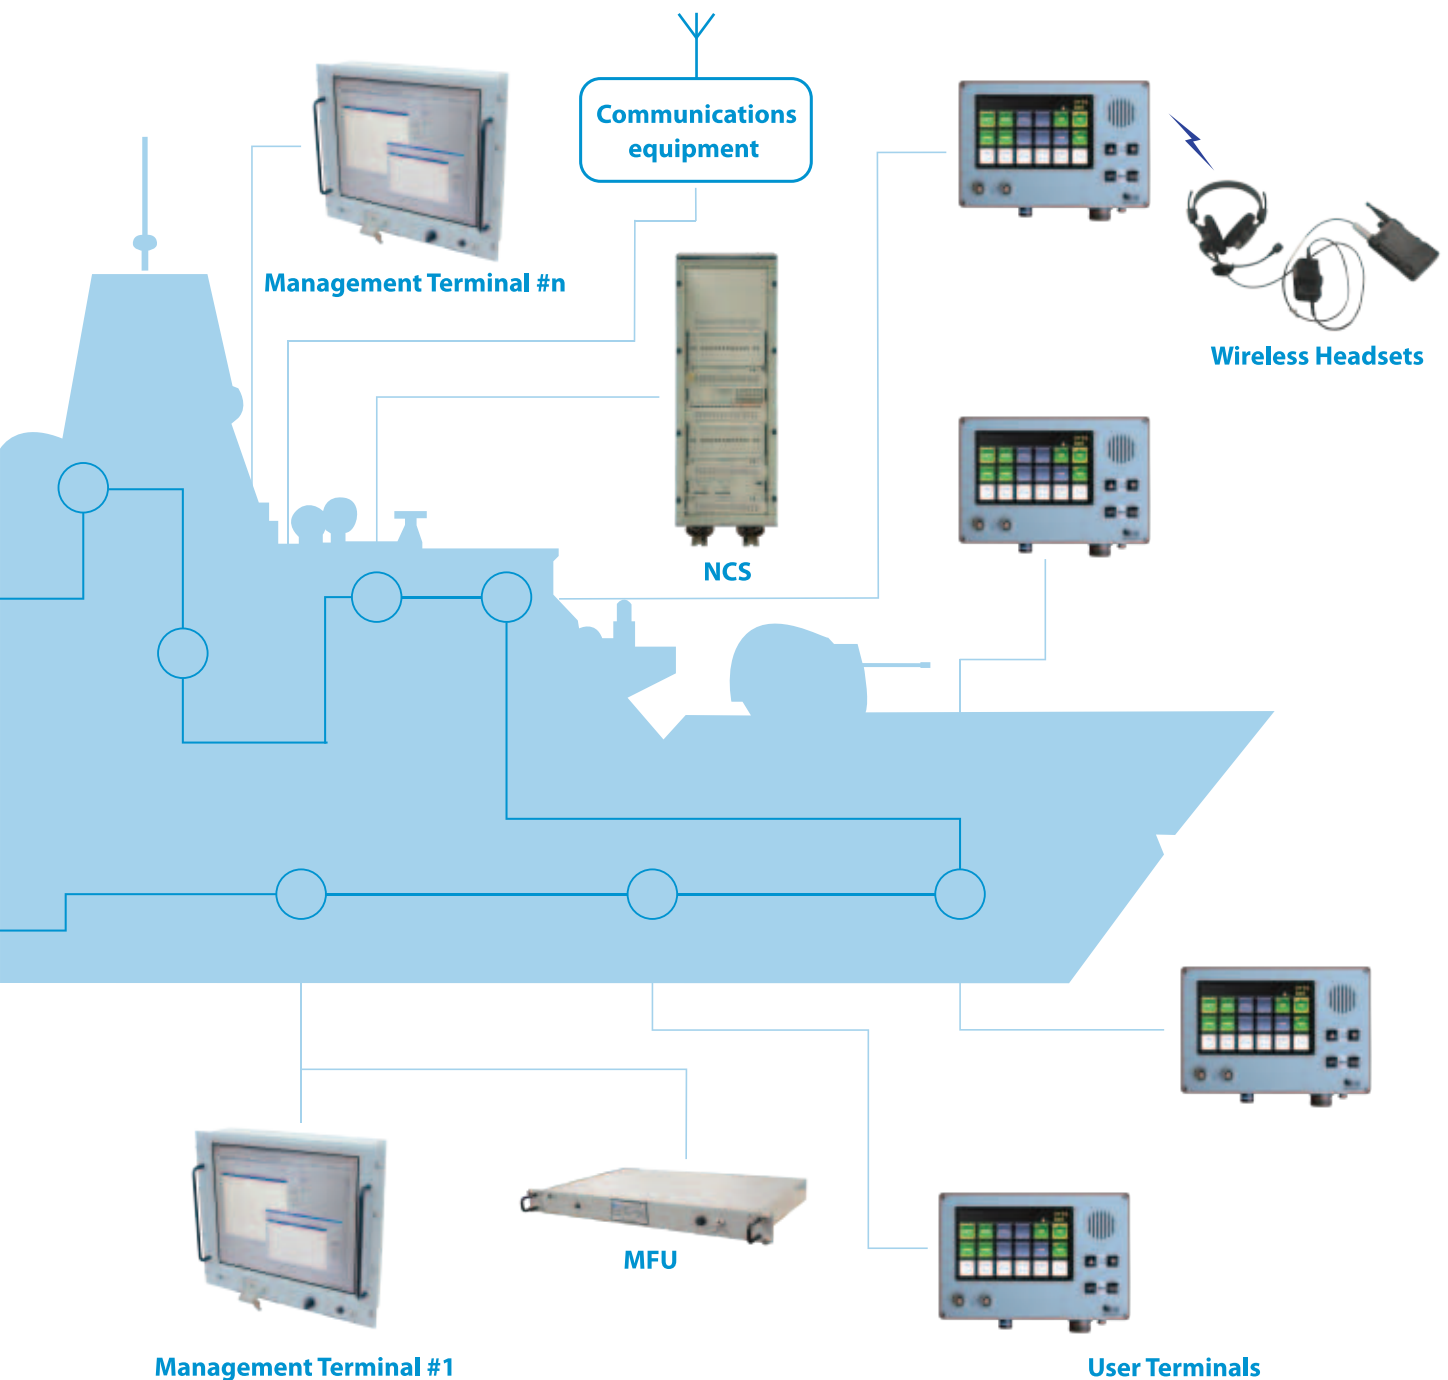 Communications
equipment
Management Terminal #n
Wireless Headsets
NCS
MFU
Management Terminal #1
User Terminals